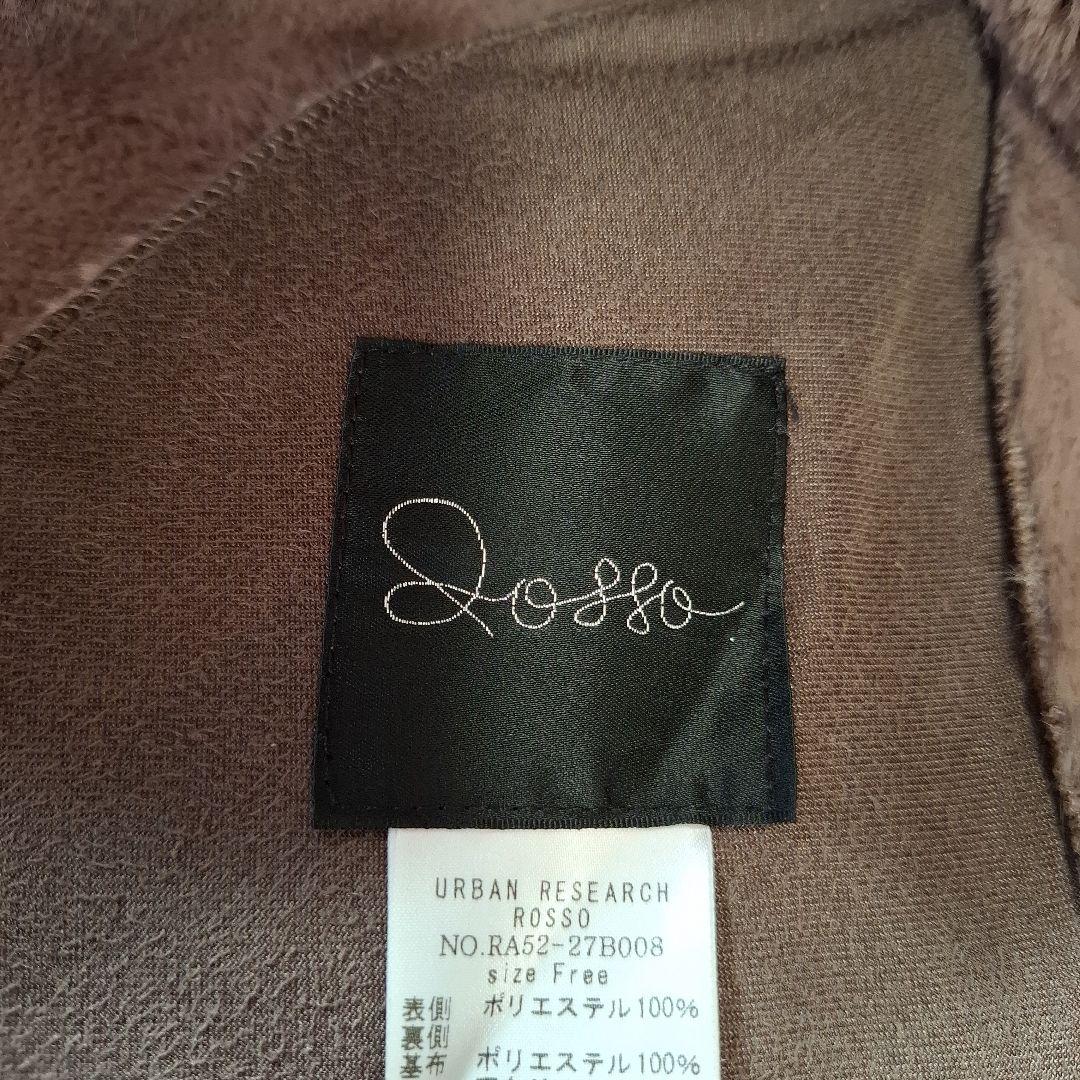 Rosso
URBAN RESEARCH
ROSSO
NO.RA52-27B008
size Free
表側 ポリエステル100%
裏側
基布 ポリエステル100%